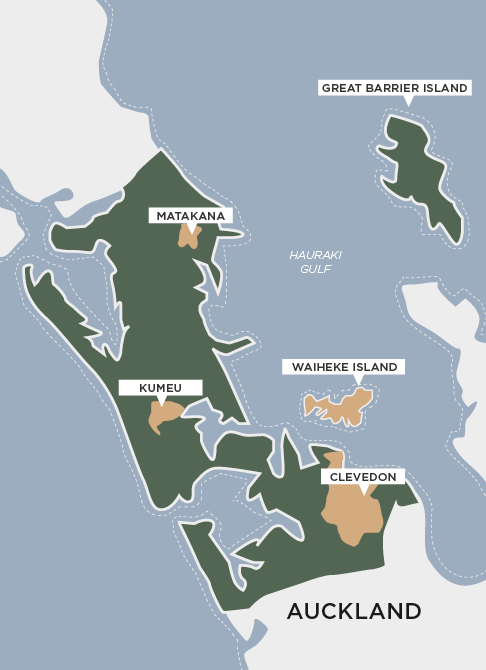 GREAT BARRIER ISLAND
MATAKANA
HAURAKI
GULF
WAIHEKE ISLAND
KUMEU
CLEVEDON
AUCKLAND